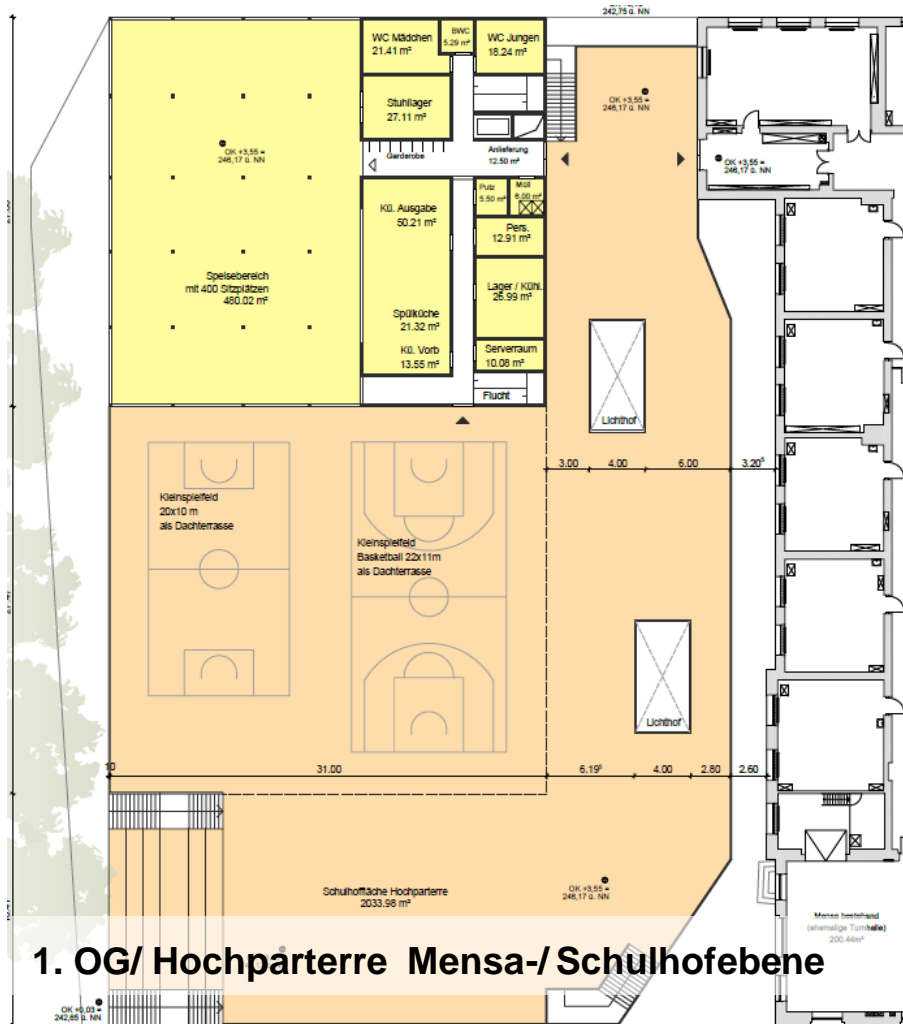 242,75 ü. NN
WC Mädchen
21.41 m²
BWC
5.29 m²
WC Jungen
18.24 m²
Stuhllager
27.11 m²
OK +3,55 =
246,17 ü. NN
OK +3,55 =
246,17 ü. NN
Garderobe
Anlieferung
12.50 m²
OK +3,55 =
246,17 ü. NN
Putz
5.50 m²
Müll
6.00 m²
Kü. Ausgabe
50.21 m²
Pers.
12.91 m²
Speisebereich
mit 400 Sitzplätzen
480.02 m²
Lager / Kühl.
26.99 m²
Spülküche
21.32 m²
Kü. Vorb
13.55 m²
Serverraum
10.08 m²
Flucht
Lichthof
3.00
4.00
6.00
3.20⁵
Kleinspielfeld
20x10 m
als Dachterrasse
Kleinspielfeld
Basketball 22x11m
als Dachterrasse
Lichthof
10
31.00
6.19⁵
4.00
2.80
2.60
Schulhoffläche Hochparterre
2033.98 m²
OK +3,55 =
246,17 ü. NN
Mensa bestehend
(ehemalige Turnhalle)
200.44m²
1. OG/ Hochparterre Mensa-/ Schulhofebene
OK +0,03 =
242,65 ü. NN